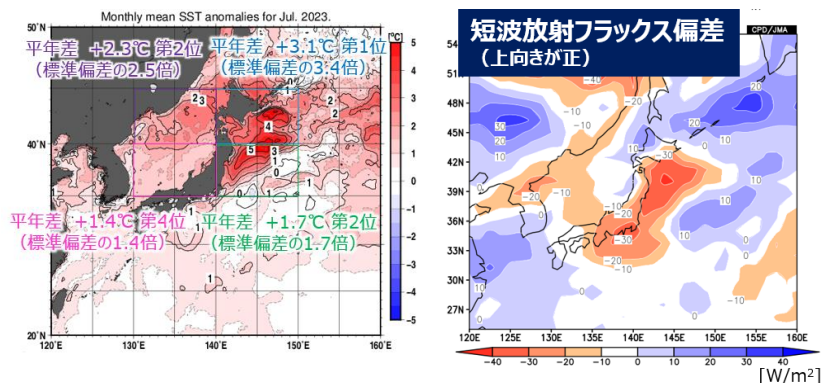 Monthly mean SST anomalies for Jul. 2023.
[°C]
50°N
40°N
20°N
120°E
130°E
140°E
150°E
160°E
平年差 +2.3℃ 第2位
(標準偏差の2.5倍)
平年差 +3.1℃ 第1位
(標準偏差の3.4倍)
平年差 +1.4℃ 第4位
(標準偏差の1.4倍)
平年差 +1.7℃ 第2位
(標準偏差の1.7倍)
5
4
3
2
1
0
−1
−2
−3
−4
−5
短波放射フラックス偏差
(上向きが正)
CPD/JMA
54
51N
48N
45N
42N
39N
36N
33N
30N
27N
120E
125E
130E
135E
140E
145E
150E
155E
160E
−40 −30 −20 −10 0 10 20 30 40
[W/m²]